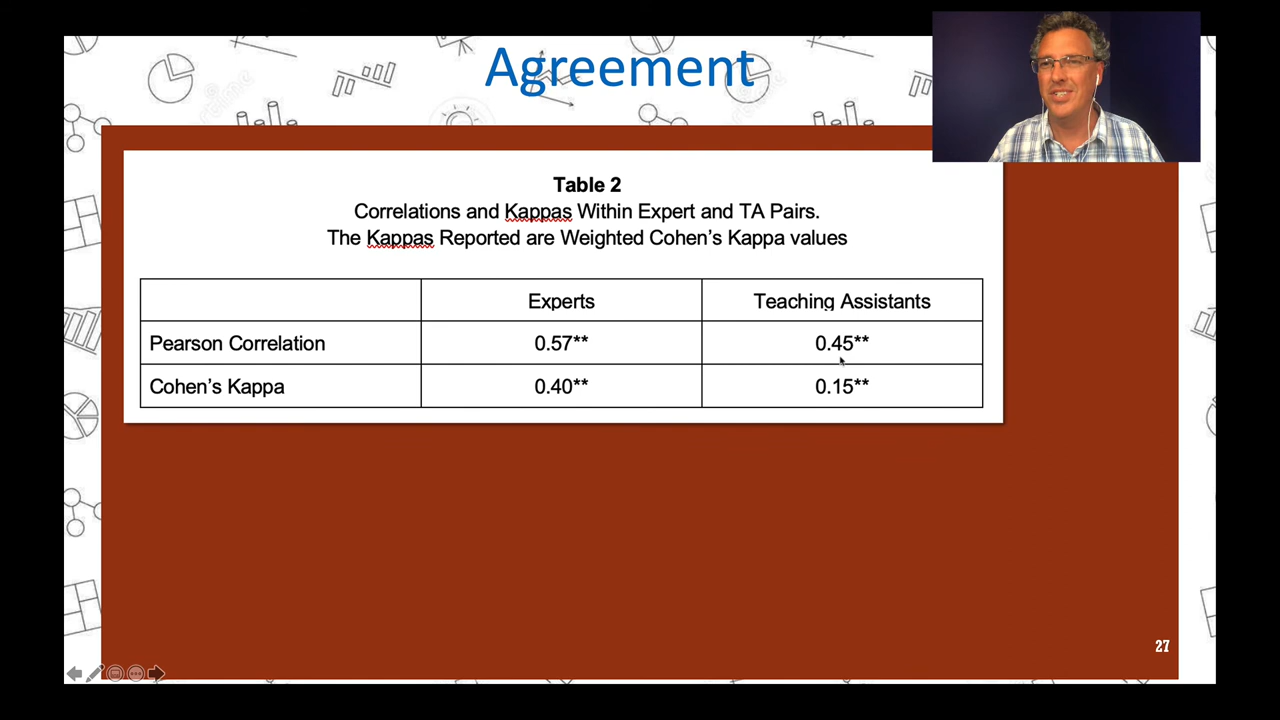 Agreement
Table 2
Correlations and Kappas Within Expert and TA Pairs.
The Kappas Reported are Weighted Cohen's Kappa values
Experts Teaching Assistants
Pearson Correlation 0.57** 0.45**
Cohen's Kappa 0.40** 0.15**
27